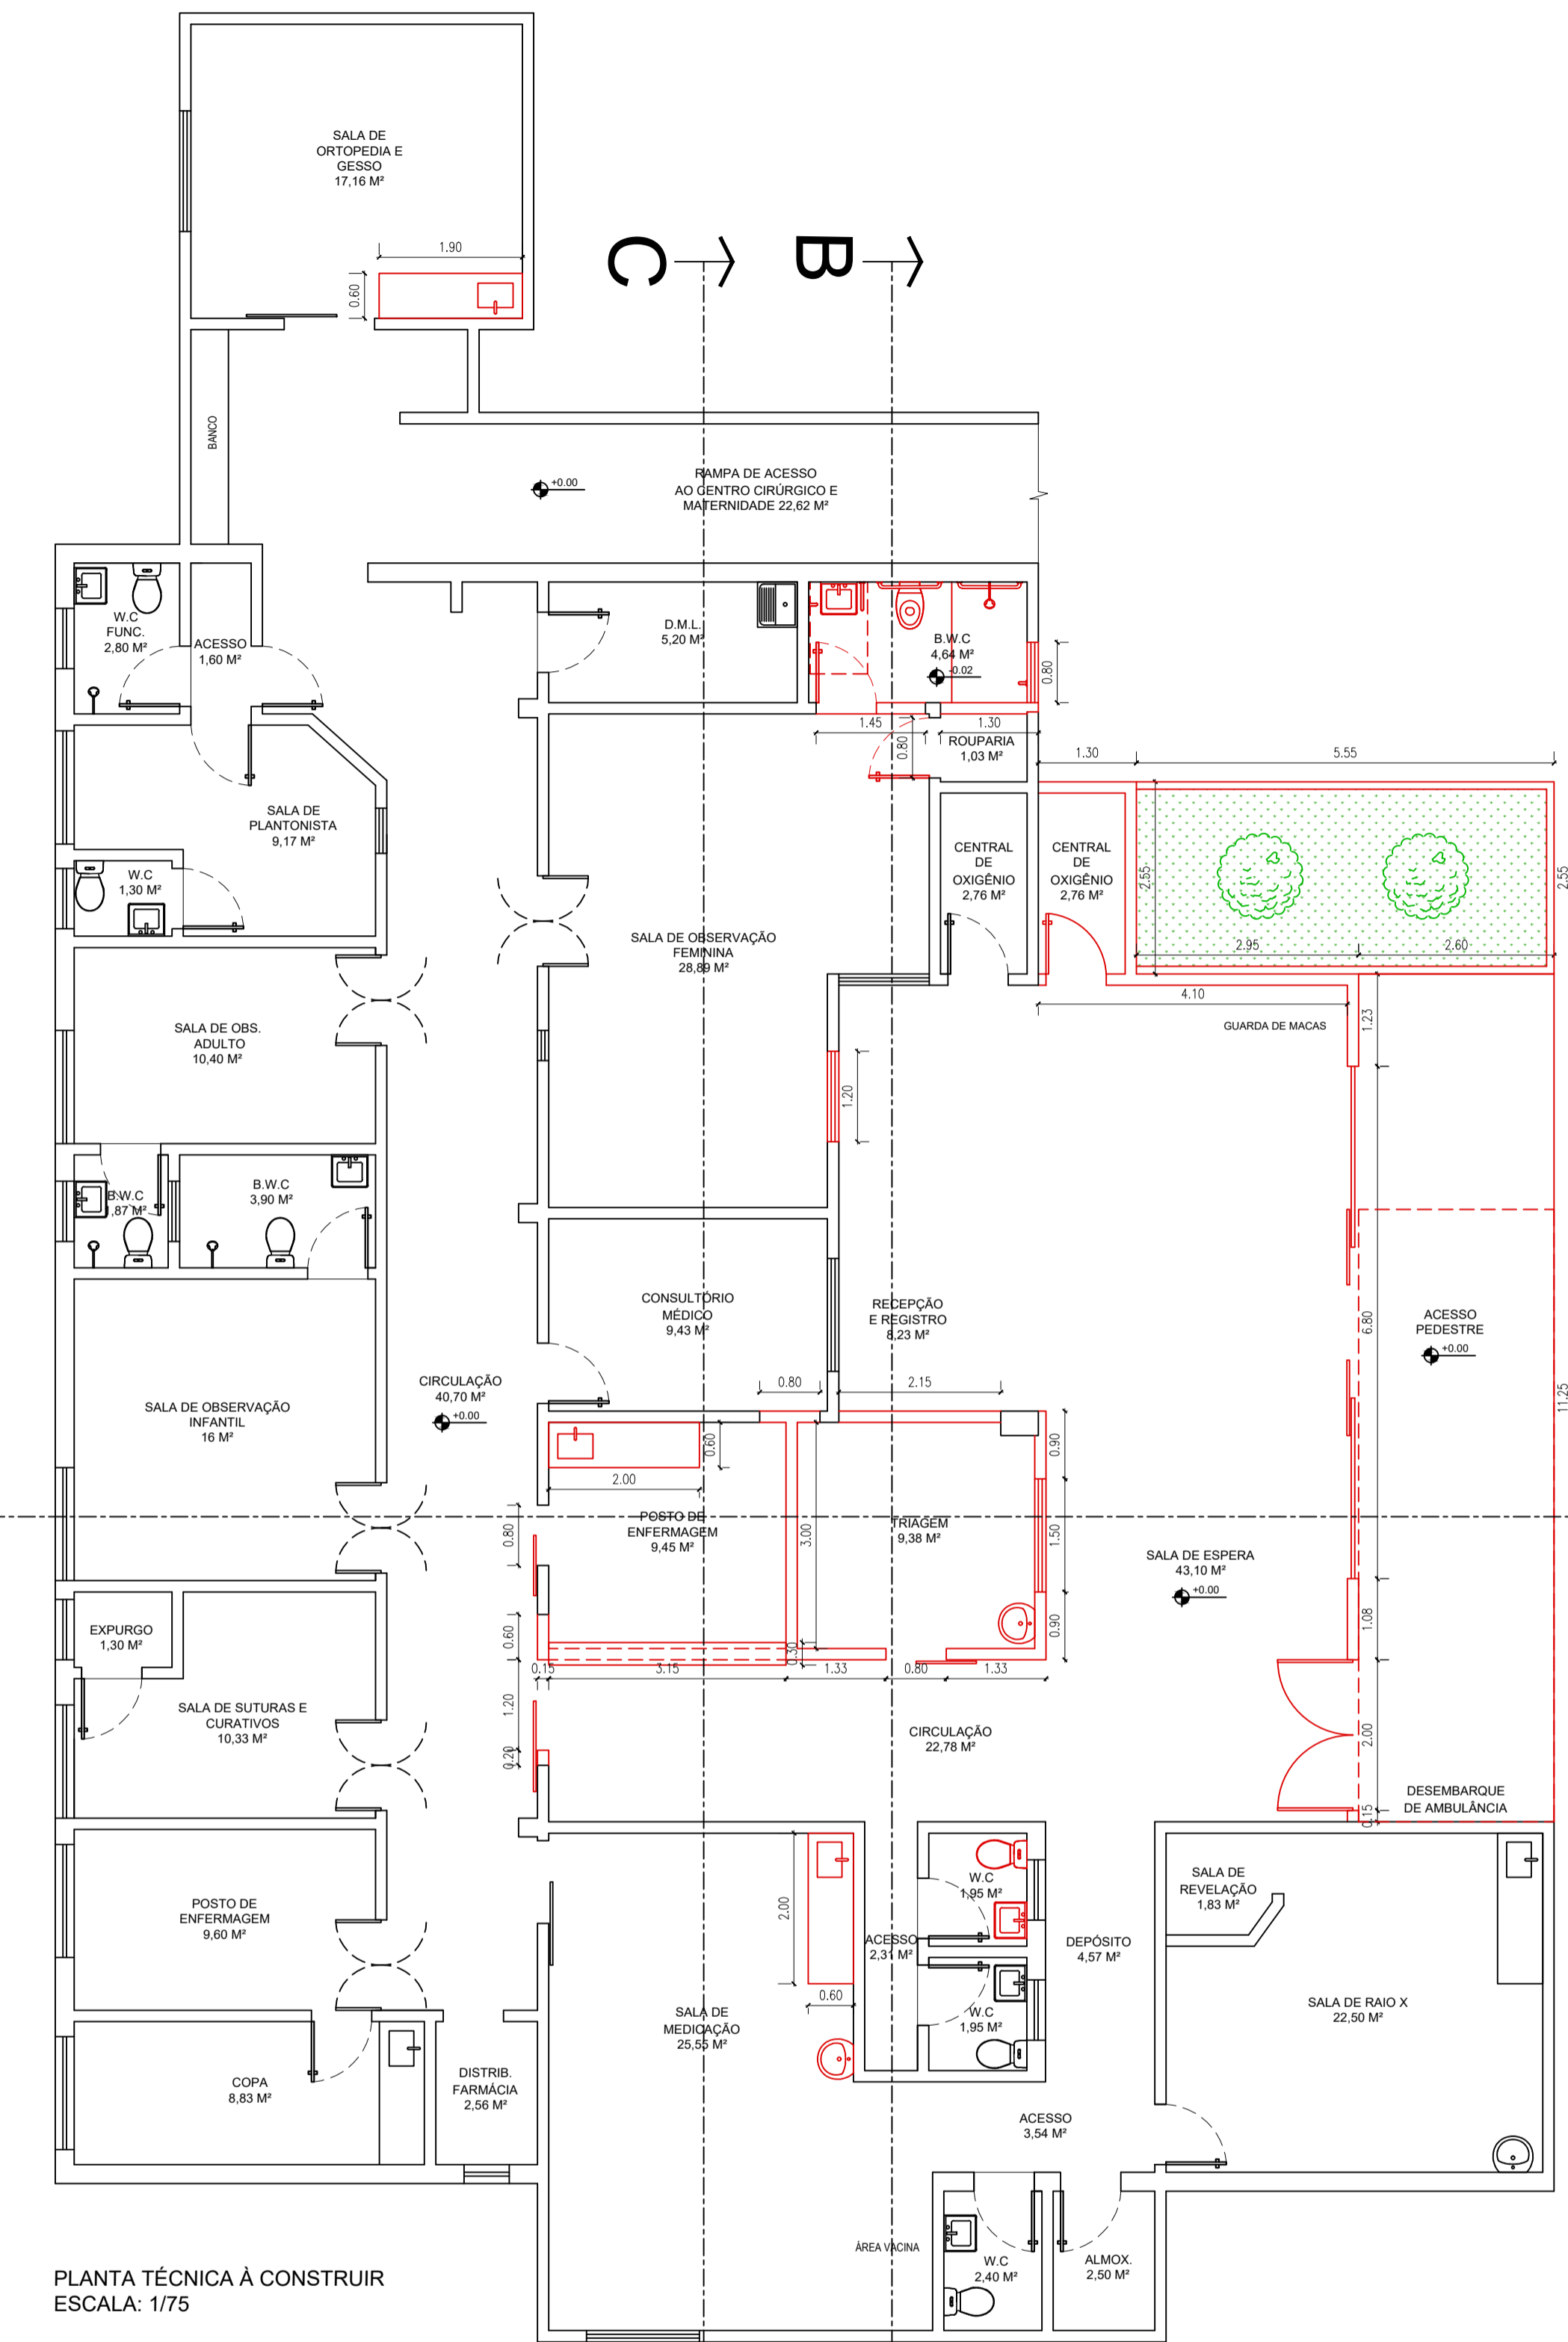 SALA DE
ORTOPEDIA E
GESSO
17,16 M²
1.90
0.60
C
B
BANCO
+0.00
RAMPA DE ACESSO
AO CENTRO CIRÚRGICO E
MATERNIDADE 22,62 M²
W.C
FUNC.
2,80 M²
ACESSO
1,60 M²
D.M.L.
5,20 M²
B.W.C
4,64 M²
-0.02
0.80
1.45
0.80
1.30
ROUPARIA
1,03 M²
1.30
5.55
SALA DE
PLANTONISTA
9,17 M²
W.C
1,30 M²
CENTRAL
DE
OXIGÊNIO
2,76 M²
CENTRAL
DE
OXIGÊNIO
2,76 M²
2.55
2.55
2.95
2.60
SALA DE OBSERVAÇÃO
FEMININA
28,89 M²
4.10
GUARDA DE MACAS
1.23
SALA DE OBS.
ADULTO
10,40 M²
1.20
B.W.C
1,87 M²
B.W.C
3,90 M²
CONSULTÓRIO
MÉDICO
9,43 M²
RECEPÇÃO
E REGISTRO
8,23 M²
6.80
ACESSO
PEDESTRE
+0.00
11.25
CIRCULAÇÃO
40,70 M²
+0.00
0.80
2.15
SALA DE OBSERVAÇÃO
INFANTIL
16 M²
0.60
2.00
0.90
POSTO DE
ENFERMAGEM
9,45 M²
3.00
TRIAGEM
9,38 M²
1.50
0.80
SALA DE ESPERA
43,10 M²
+0.00
EXPURGO
1,30 M²
0.60
0.30
0.90
1.08
0.15
3.15
1.33
0.80
1.33
SALA DE SUTURAS E
CURATIVOS
10,33 M²
1.20
0.20
CIRCULAÇÃO
22,78 M²
2.00
DESEMBARQUE
DE AMBULÂNCIA
0.15
POSTO DE
ENFERMAGEM
9,60 M²
2.00
W.C
1,95 M²
ACESSO
2,31 M²
DEPÓSITO
4,57 M²
SALA DE
REVELAÇÃO
1,83 M²
0.60
SALA DE
MEDICAÇÃO
25,55 M²
W.C
1,95 M²
SALA DE RAIO X
22,50 M²
COPA
8,83 M²
DISTRIB.
FARMÁCIA
2,56 M²
ACESSO
3,54 M²
ÁREA VACINA
W.C
2,40 M²
ALMOX.
2,50 M²
PLANTA TÉCNICA À CONSTRUIR
ESCALA: 1/75